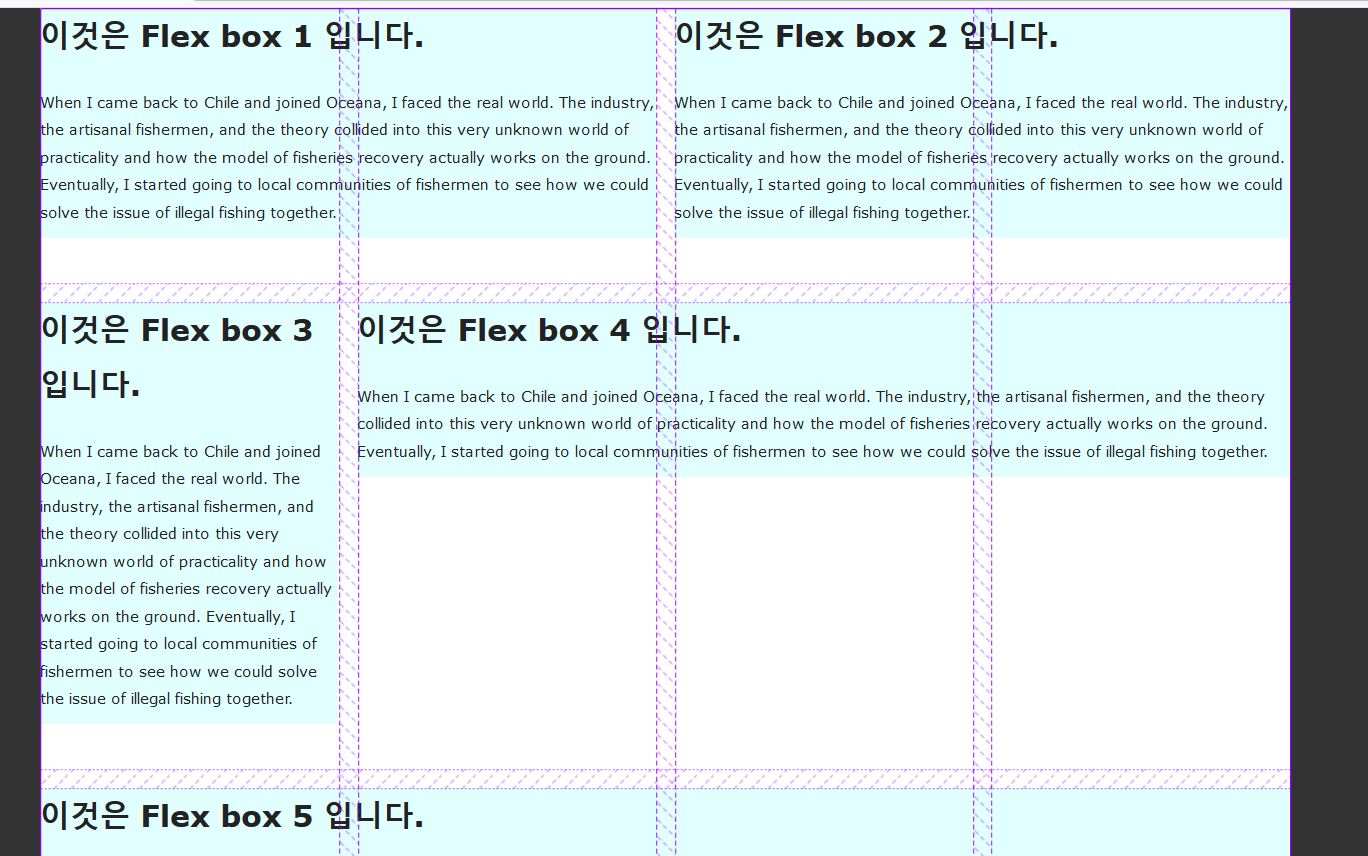 이것은 Flex box 1 입니다.
When I came back to Chile and joined Oceana, I faced the real world. The industry,
the artisanal fishermen, and the theory collided into this very unknown world of
practicality and how the model of fisheries recovery actually works on the ground.
Eventually, I started going to local communities of fishermen to see how we could
solve the issue of illegal fishing together.
이것은 Flex box 2 입니다.
When I came back to Chile and joined Oceana, I faced the real world. The industry,
the artisanal fishermen, and the theory collided into this very unknown world of
practicality and how the model of fisheries recovery actually works on the ground.
Eventually, I started going to local communities of fishermen to see how we could
solve the issue of illegal fishing together.
이것은 Flex box 3
입니다.
When I came back to Chile and joined
Oceana, I faced the real world. The
industry, the artisanal fishermen, and
the theory collided into this very
unknown world of practicality and how
the model of fisheries recovery actually
works on the ground. Eventually, I
started going to local communities of
fishermen to see how we could solve
the issue of illegal fishing together.
이것은 Flex box 4 입니다.
When I came back to Chile and joined Oceana, I faced the real world. The industry, the artisanal fishermen, and the theory
collided into this very unknown world of practicality and how the model of fisheries recovery actually works on the ground.
Eventually, I started going to local communities of fishermen to see how we could solve the issue of illegal fishing together.
이것은 Flex box 5 입니다.